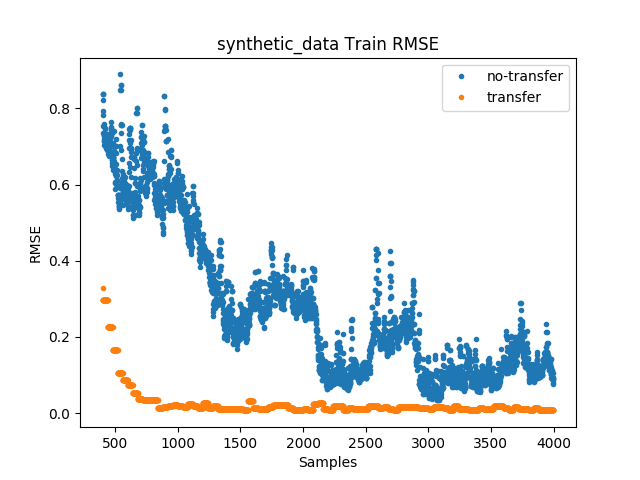 synthetic_data Train RMSE
no-transfer
transfer
RMSE
0.8
0.6
0.4
0.2
0.0
500 1000 1500 2000 2500 3000 3500 4000
Samples